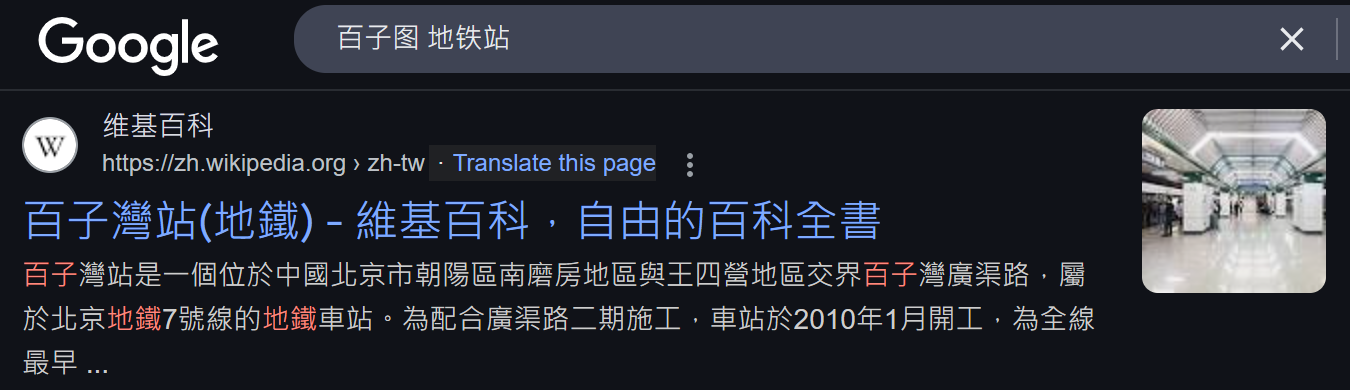 Google
百子图 地铁站
维基百科
https://zh.wikipedia.org › zh-tw · Translate this page
百子灣站(地鐵) - 維基百科，自由的百科全書
百子灣站是一個位於中國北京市朝陽區南磨房地區與王四營地區交界百子灣廣渠路，屬
於北京地鐵7號線的地鐵車站。為配合廣渠路二期施工，車站於2010年1月開工，為全線
最早 ...